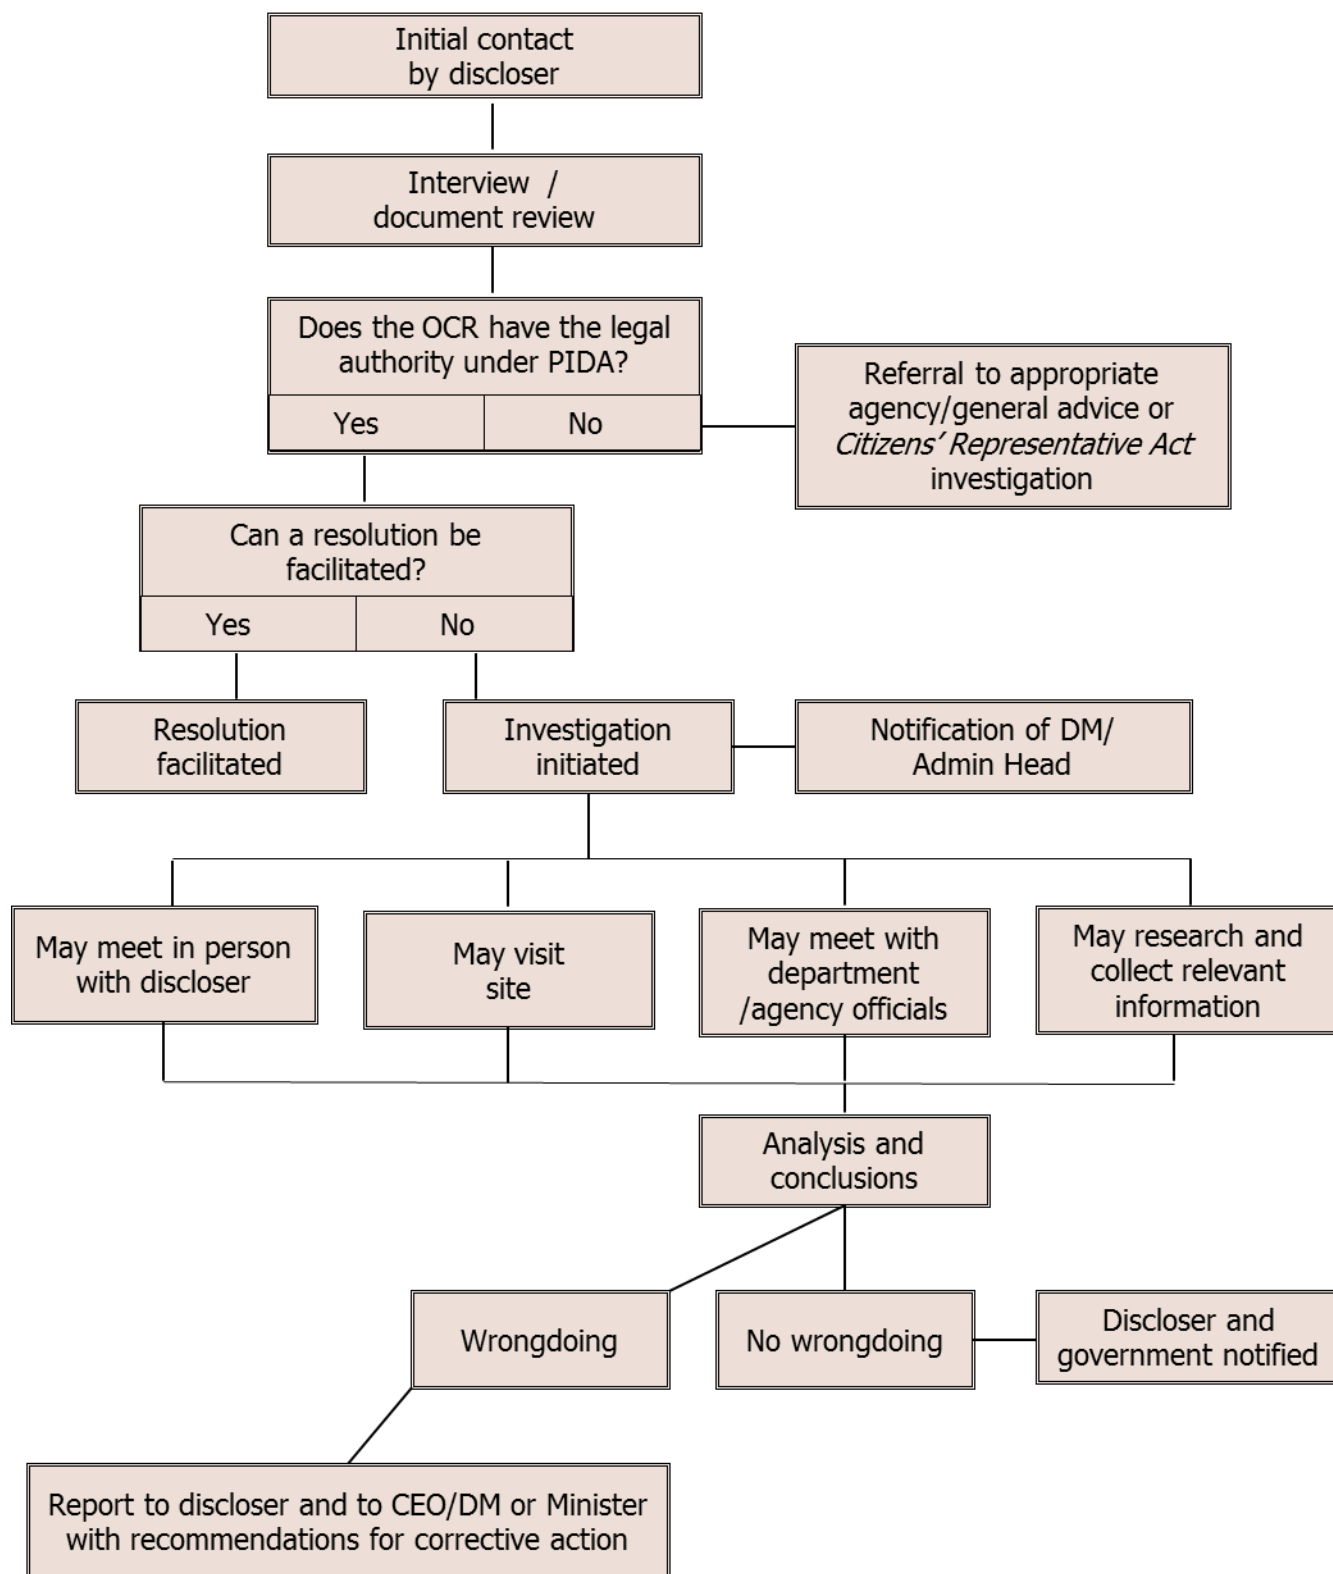 Initial contact
by discloser
Interview /
document review
Does the OCR have the legal
authority under PIDA?
Yes
No
Referral to appropriate
agency/general advice or
Citizens' Representative Act
investigation
Can a resolution be
facilitated?
Yes
No
Resolution
facilitated
Investigation
initiated
Notification of DM/
Admin Head
May meet in person
with discloser
May visit
site
May meet with
department
/agency officials
May research and
collect relevant
information
Analysis and
conclusions
Wrongdoing
No wrongdoing
Discloser and
government notified
Report to discloser and to CEO/DM or Minister
with recommendations for corrective action